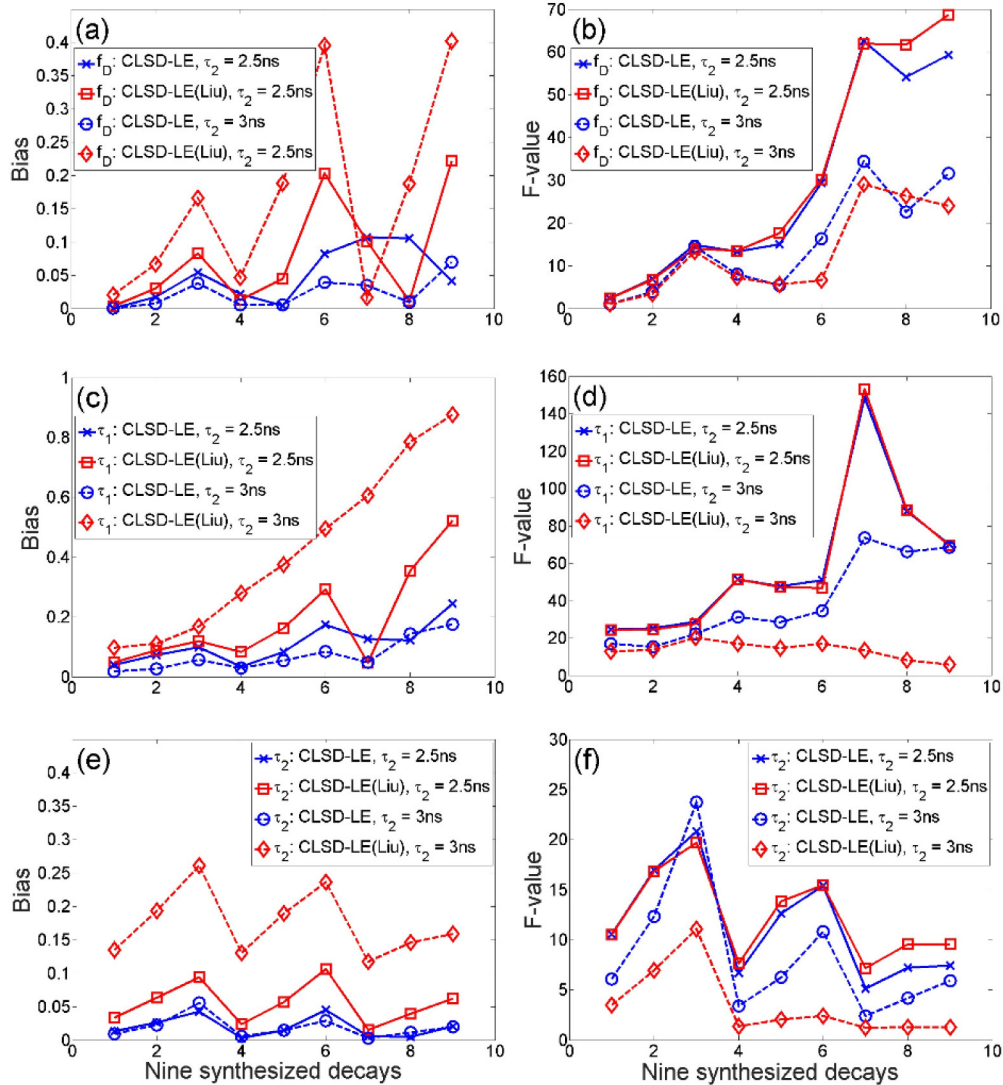 (a)
0.4
0.35
0.3
0.25
0.2
0.15
0.1
0.05
0
Bias
f_D: CLSD-LE, τ_2 = 2.5ns
f_D: CLSD-LE(Liu), τ_2 = 2.5ns
f_D: CLSD-LE, τ_2 = 3ns
f_D: CLSD-LE(Liu), τ_2 = 2.5ns
0 2 4 6 8 10
Nine synthesized decays
(b)
70
60
50
40
30
20
10
0
F-value
f_D: CLSD-LE, τ_2 = 2.5ns
f_D: CLSD-LE(Liu), τ_2 = 2.5ns
f_D: CLSD-LE, τ_2 = 3ns
f_D: CLSD-LE(Liu), τ_2 = 3ns
0 2 4 6 8 10
Nine synthesized decays
(c)
1
0.8
0.6
0.4
0.2
0
Bias
τ_1: CLSD-LE, τ_2 = 2.5ns
τ_1: CLSD-LE(Liu), τ_2 = 2.5ns
τ_1: CLSD-LE, τ_2 = 3ns
τ_1: CLSD-LE(Liu), τ_2 = 3ns
0 2 4 6 8 10
Nine synthesized decays
(d)
160
140
120
100
80
60
40
20
0
F-value
τ_1: CLSD-LE, τ_2 = 2.5ns
τ_1: CLSD-LE(Liu), τ_2 = 2.5ns
τ_1: CLSD-LE, τ_2 = 3ns
τ_1: CLSD-LE(Liu), τ_2 = 3ns
0 2 4 6 8 10
Nine synthesized decays
(e)
0.4
0.35
0.3
0.25
0.2
0.15
0.1
0.05
0
Bias
τ_2: CLSD-LE, τ_2 = 2.5ns
τ_2: CLSD-LE(Liu), τ_2 = 2.5ns
τ_2: CLSD-LE, τ_2 = 3ns
τ_2: CLSD-LE(Liu), τ_2 = 3ns
0 2 4 6 8 10
Nine synthesized decays
(f)
30
25
20
15
10
5
0
F-value
τ_2: CLSD-LE, τ_2 = 2.5ns
τ_2: CLSD-LE(Liu), τ_2 = 2.5ns
τ_2: CLSD-LE, τ_2 = 3ns
τ_2: CLSD-LE(Liu), τ_2 = 3ns
0 2 4 6 8 10
Nine synthesized decays